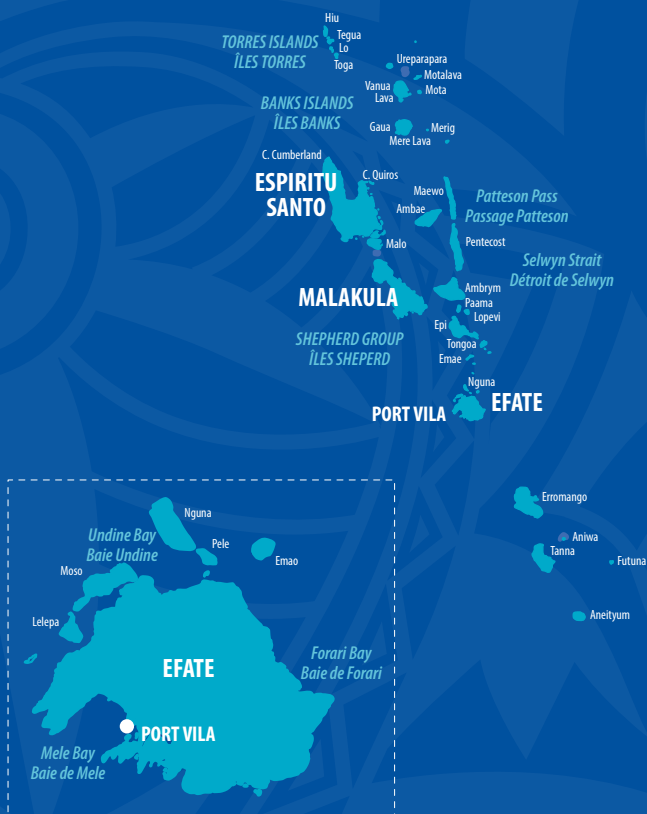 Hiu
TORRES ISLANDS
ÎLES TORRES
Tegua
Lo
Toga
Ureparapara
Motalava
Vanua
Lava
Mota
BANKS ISLANDS
ÎLES BANKS
Gaua
Merig
Mere Lava
C. Cumberland
ESPIRITU
SANTO
C. Quiros
Maewo
Ambae
Patteson Pass
Passage Patteson
Malo
Pentecost
Selwyn Strait
Détroit de Selwyn
MALAKULA
Ambrym
Paama
Lopevi
SHEPHERD GROUP
ÎLES SHEPERD
Epi
Tongoa
Emae
Nguna
PORT VILA
EFATE
Erromango
Aniwa
Tanna
Futuna
Aneityum
Nguna
Undine Bay
Baie Undine
Pele
Emao
Moso
Lelepa
EFATE
Forari Bay
Baie de Forari
PORT VILA
Mele Bay
Baie de Mele